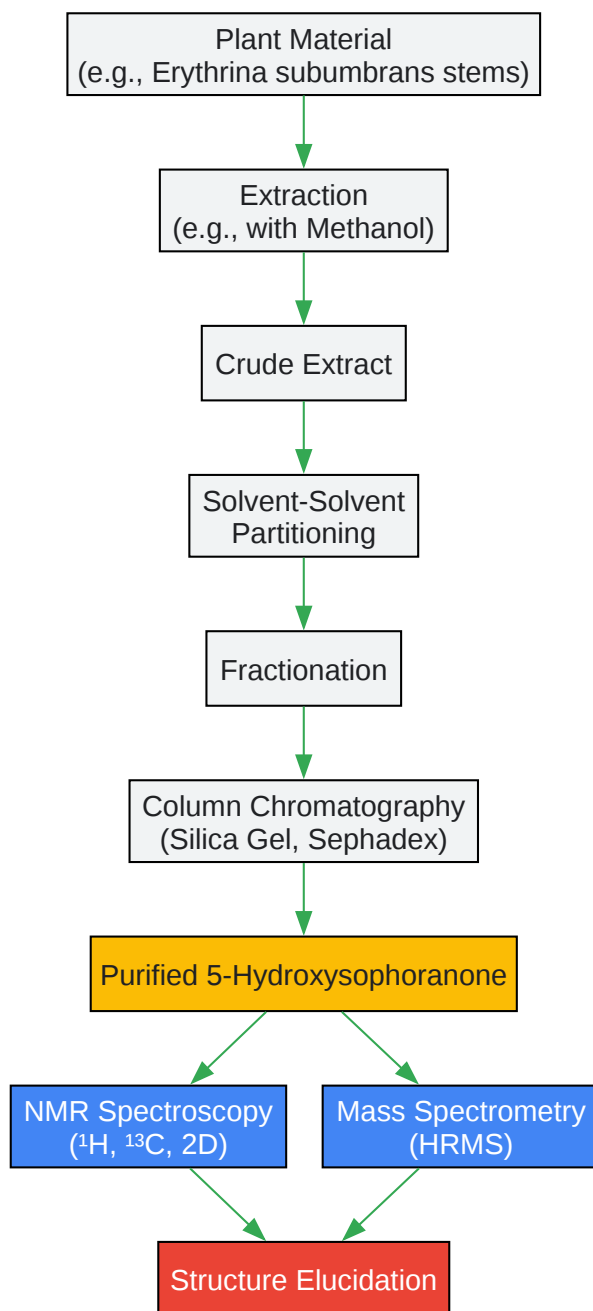 Plant Material
(e.g., Erythrina subumbrans stems)
Extraction
(e.g., with Methanol)
Crude Extract
Solvent-Solvent
Partitioning
Fractionation
Column Chromatography
(Silica Gel, Sephadex)
Purified 5-Hydroxysophoranone
NMR Spectroscopy
(¹H, ¹³C, 2D)
Mass Spectrometry
(HRMS)
Structure Elucidation